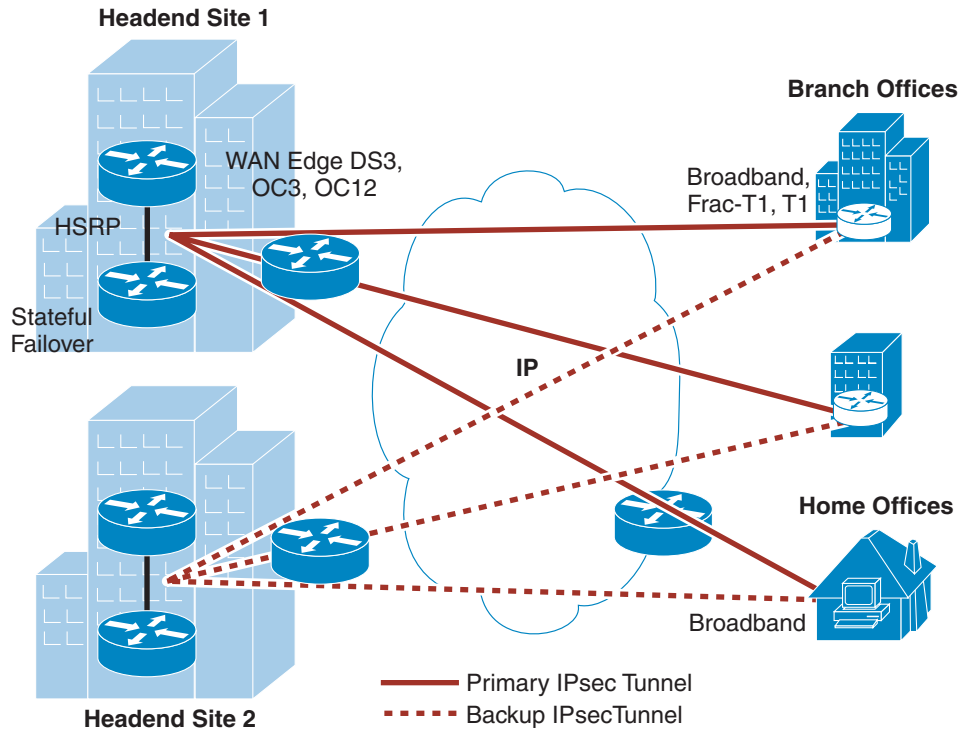 Headend Site 1
Branch Offices
WAN Edge DS3,
OC3, OC12
Broadband,
Frac-T1, T1
HSRP
Stateful
Failover
IP
Home Offices
Broadband
Primary IPsec Tunnel
Backup IPsecTunnel
Headend Site 2